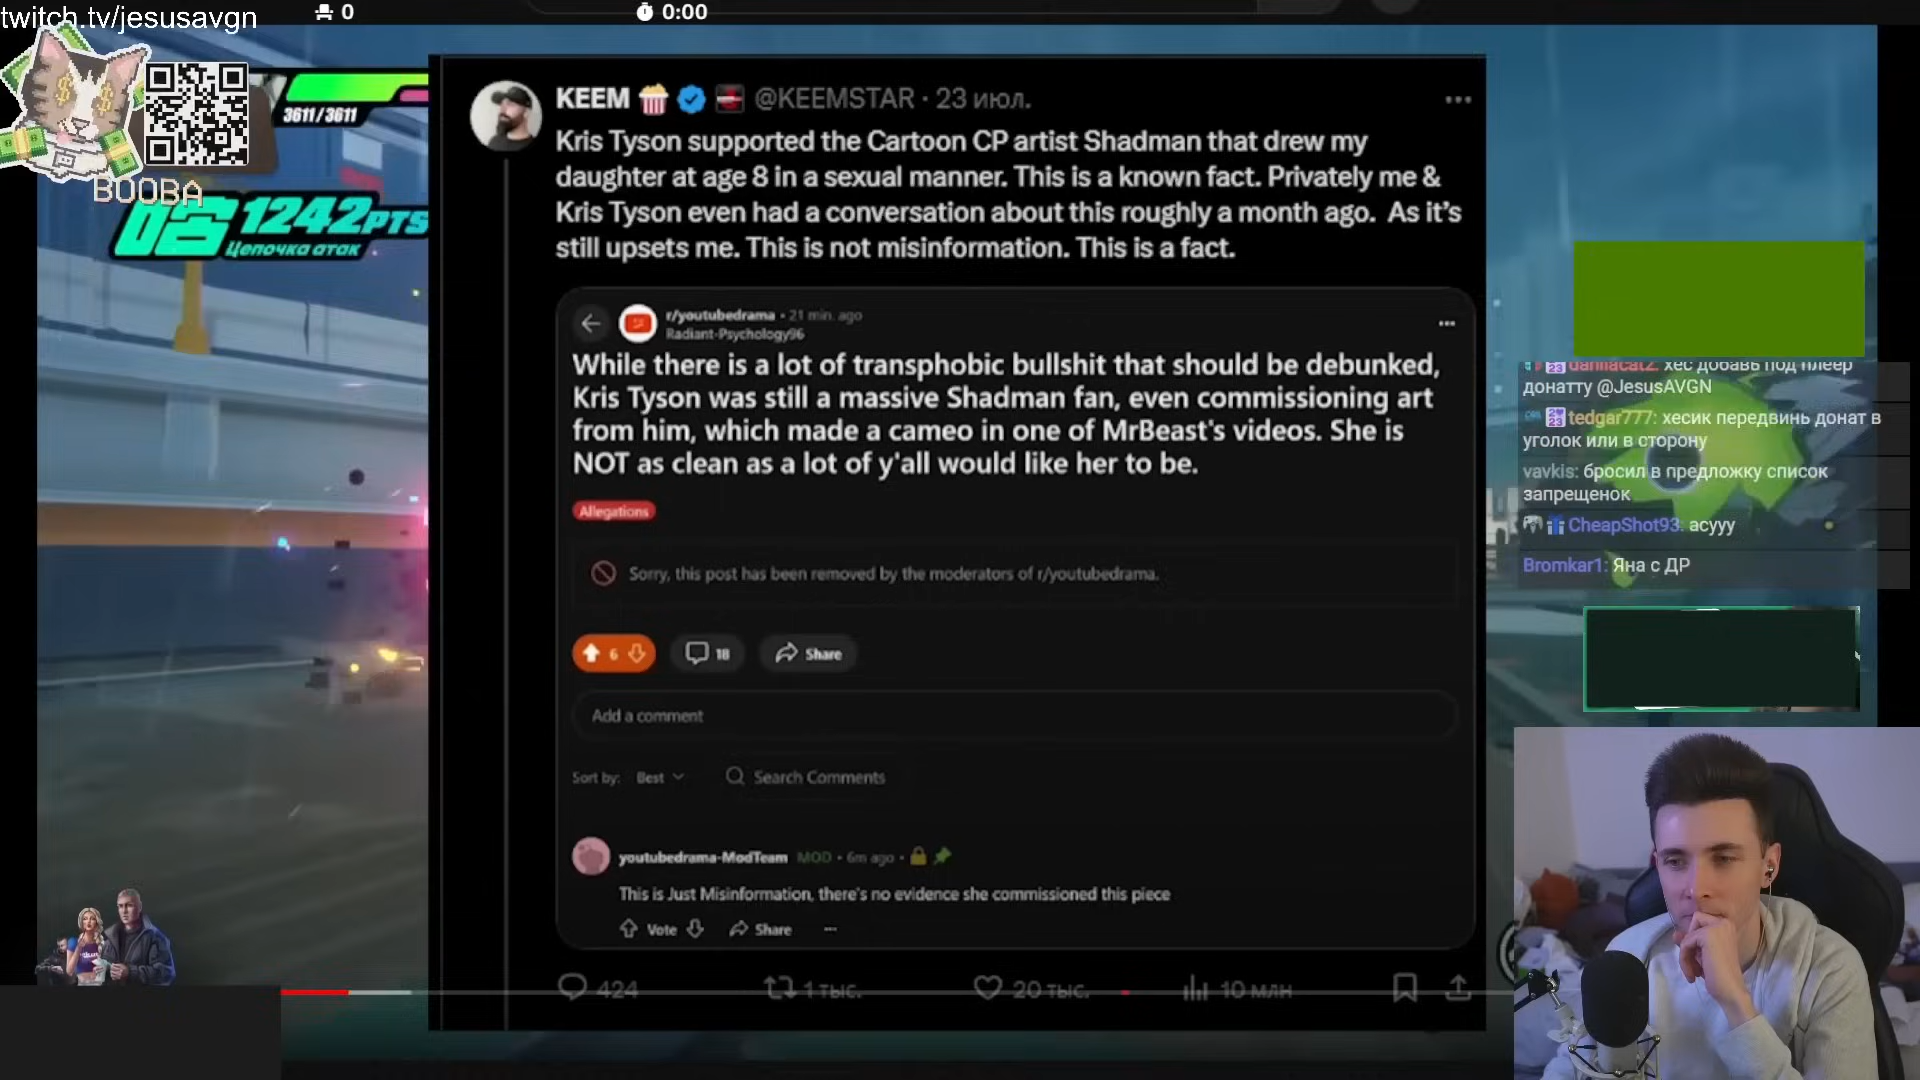 twitch.tv/jesusavgn
0
0:00
3611/3611
BOOBA
哈 1242PTS
Цепочка атак
KEEM @KEEMSTAR · 23 июл.
Kris Tyson supported the Cartoon CP artist Shadman that drew my
daughter at age 8 in a sexual manner. This is a known fact. Privately me &
Kris Tyson even had a conversation about this roughly a month ago. As it's
still upsets me. This is not misinformation. This is a fact.
r/youtubedrama • 21 min. ago
Radiant-Psychology96
While there is a lot of transphobic bullshit that should be debunked,
Kris Tyson was still a massive Shadman fan, even commissioning art
from him, which made a cameo in one of MrBeast's videos. She is
NOT as clean as a lot of y'all would like her to be.
Allegations
Sorry, this post has been removed by the moderators of r/youtubedrama.
6
18
Share
Add a comment
Sort by: Best
Search Comments
youtubedrama-ModTeam MOD • 6m ago •
This is Just Misinformation, there's no evidence she commissioned this piece
Vote
Share
424
1 тыс.
20 тыс.
10 млн
danilacat2: хес добавь под плеер
донатту @JesusAVGN
tedgar777: хесик передвинь донат в
уголок или в сторону
vavkis: бросил в предложку список
запрещенок
CheapShot93: асууу
Bromkar1: Яна с ДР